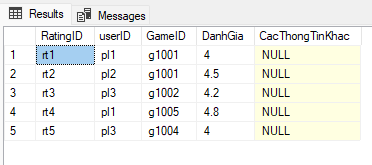 Results Messages
RatingID userID GameID DanhGia CacThongTinKhac
1 rt1 pl1 g1001 4 NULL
2 rt2 pl2 g1001 4.5 NULL
3 rt3 pl3 g1002 4.2 NULL
4 rt4 pl1 g1005 4.8 NULL
5 rt5 pl3 g1004 4 NULL